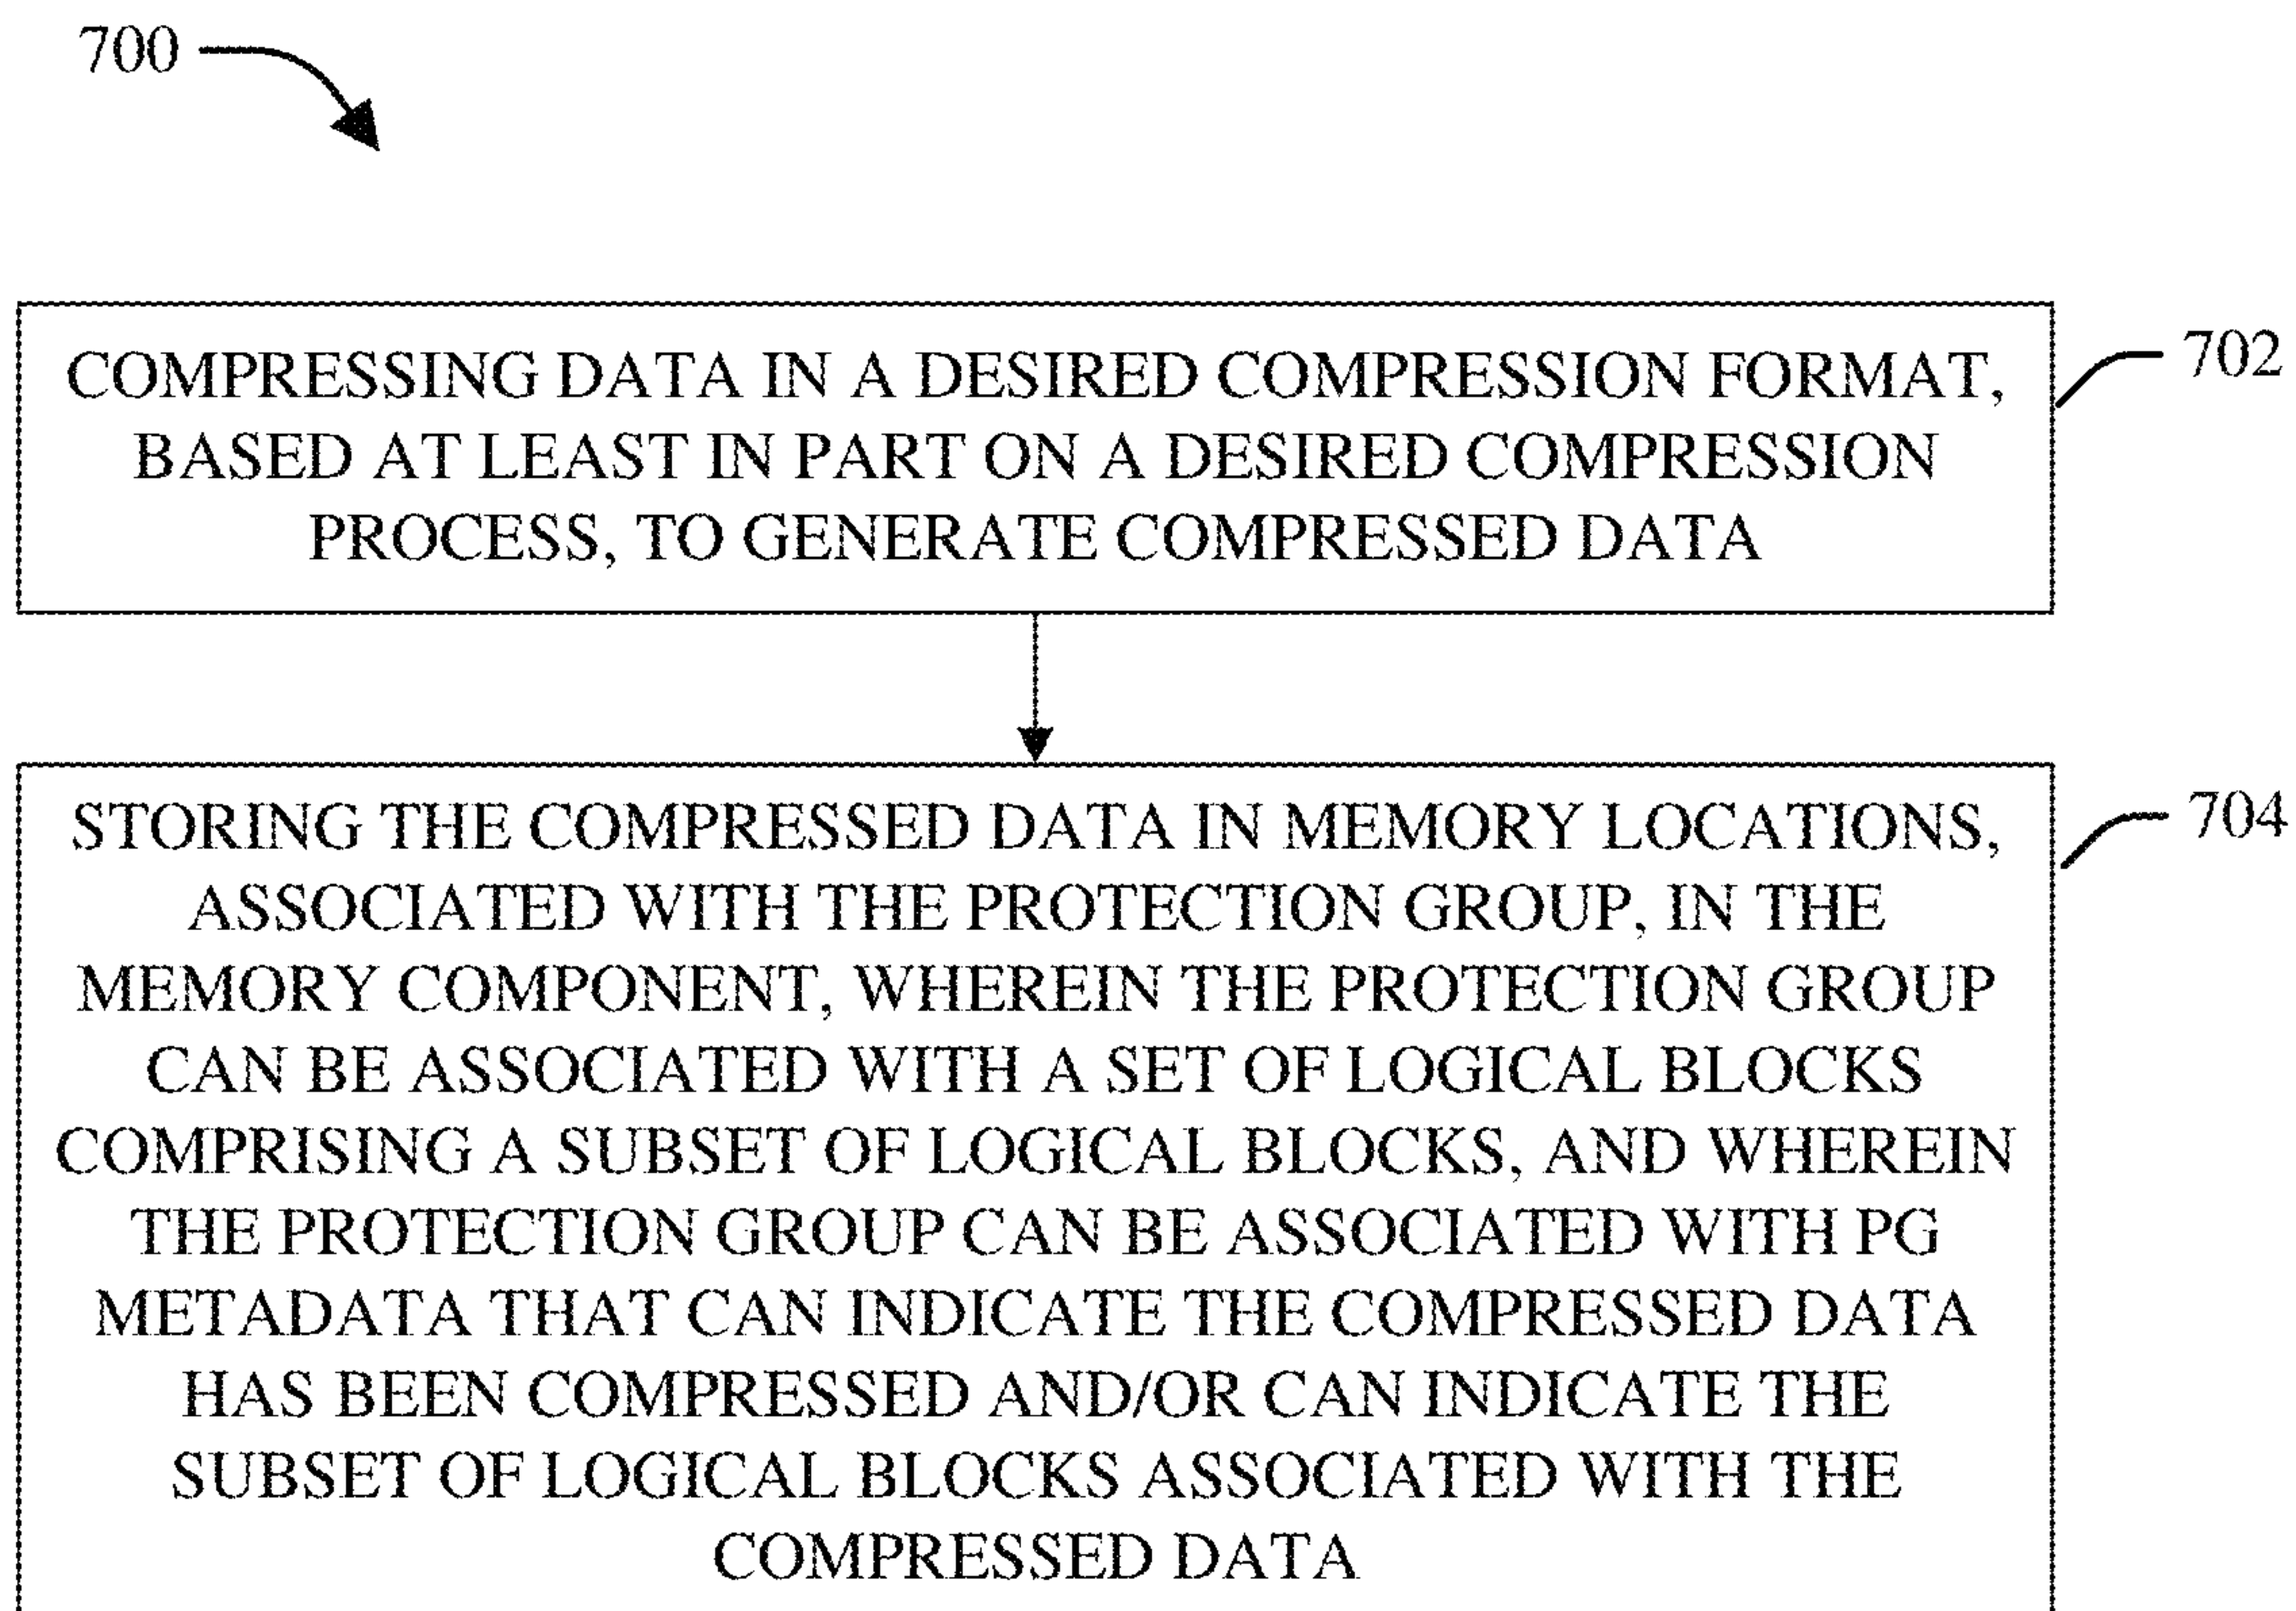 700
COMPRESSING DATA IN A DESIRED COMPRESSION FORMAT,
BASED AT LEAST IN PART ON A DESIRED COMPRESSION
PROCESS, TO GENERATE COMPRESSED DATA
702
STORING THE COMPRESSED DATA IN MEMORY LOCATIONS,
ASSOCIATED WITH THE PROTECTION GROUP, IN THE
MEMORY COMPONENT, WHEREIN THE PROTECTION GROUP
CAN BE ASSOCIATED WITH A SET OF LOGICAL BLOCKS
COMPRISING A SUBSET OF LOGICAL BLOCKS, AND WHEREIN
THE PROTECTION GROUP CAN BE ASSOCIATED WITH PG
METADATA THAT CAN INDICATE THE COMPRESSED DATA
HAS BEEN COMPRESSED AND/OR CAN INDICATE THE
SUBSET OF LOGICAL BLOCKS ASSOCIATED WITH THE
COMPRESSED DATA
704